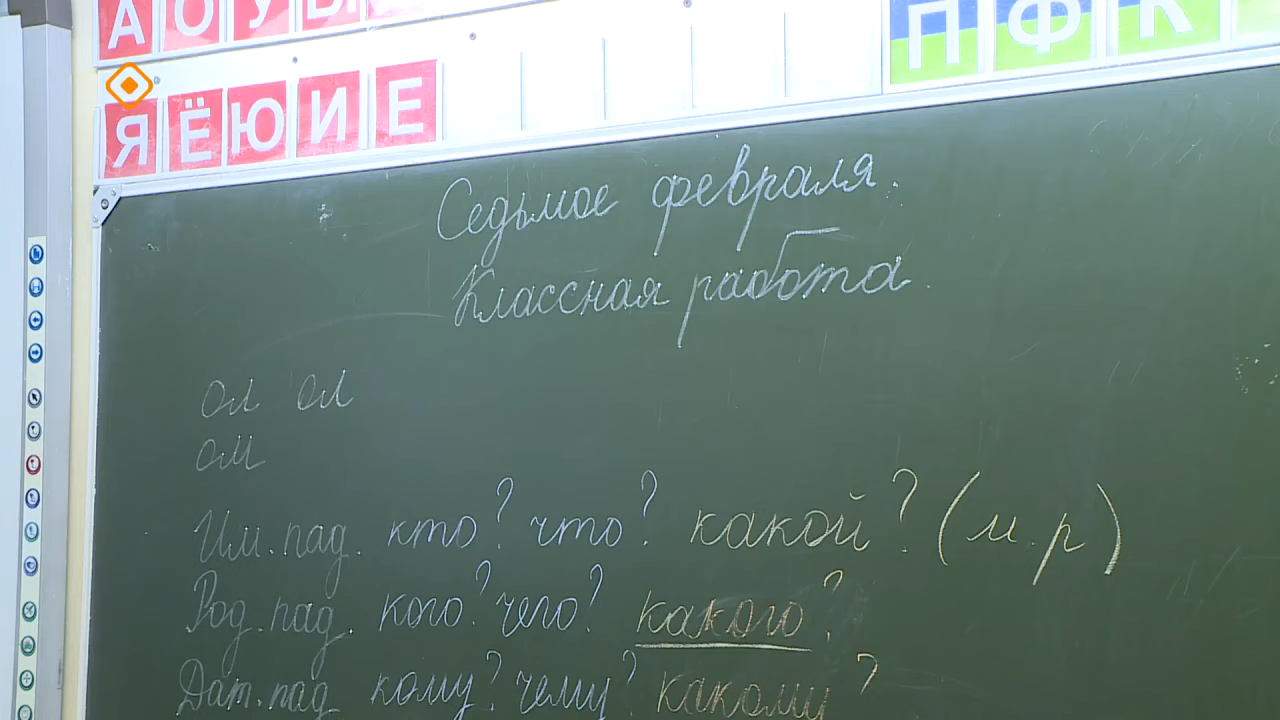 А О У
Я Ё Ю И Е П Ф К
Седьмое февраля.
Классная работа.
ол ол
ом
Им. пад. кто? что? какой? (м. р)
Род. пад. кого? чего? какого?
Дат. пад кому? чему? какому?